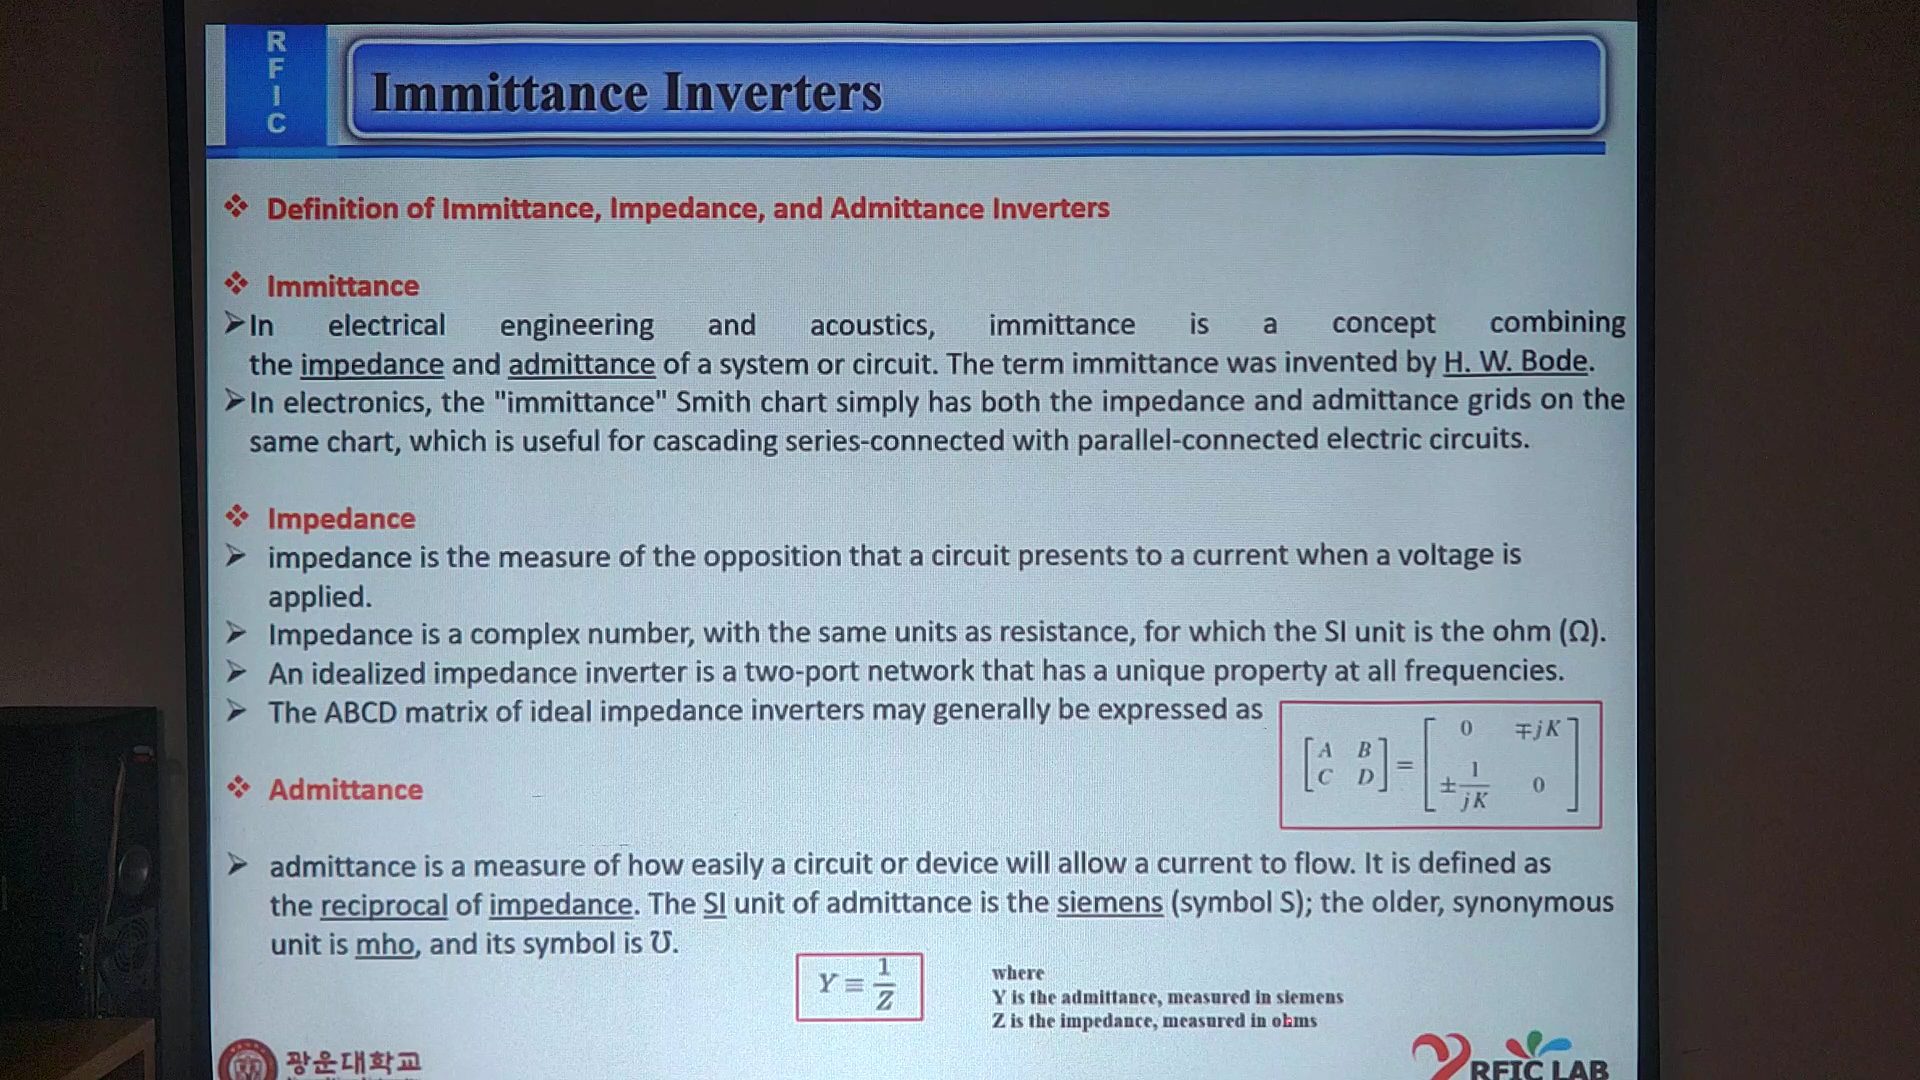 RFIC
Immittance Inverters
❖ Definition of Immittance, Impedance, and Admittance Inverters
❖ Immittance
➢In electrical engineering and acoustics, immittance is a concept combining
the impedance and admittance of a system or circuit. The term immittance was invented by H. W. Bode.
➢In electronics, the "immittance" Smith chart simply has both the impedance and admittance grids on the
same chart, which is useful for cascading series-connected with parallel-connected electric circuits.
❖ Impedance
➢ impedance is the measure of the opposition that a circuit presents to a current when a voltage is
applied.
➢ Impedance is a complex number, with the same units as resistance, for which the SI unit is the ohm (Ω).
➢ An idealized impedance inverter is a two-port network that has a unique property at all frequencies.
➢ The ABCD matrix of ideal impedance inverters may generally be expressed as
[A B; C D] = [0 ∓jK; ±1/jK 0]
❖ Admittance
➢ admittance is a measure of how easily a circuit or device will allow a current to flow. It is defined as
the reciprocal of impedance. The SI unit of admittance is the siemens (symbol S); the older, synonymous
unit is mho, and its symbol is ℧.
Y ≡ 1/Z
where
Y is the admittance, measured in siemens
Z is the impedance, measured in ohms
광운대학교
RFIC LAB